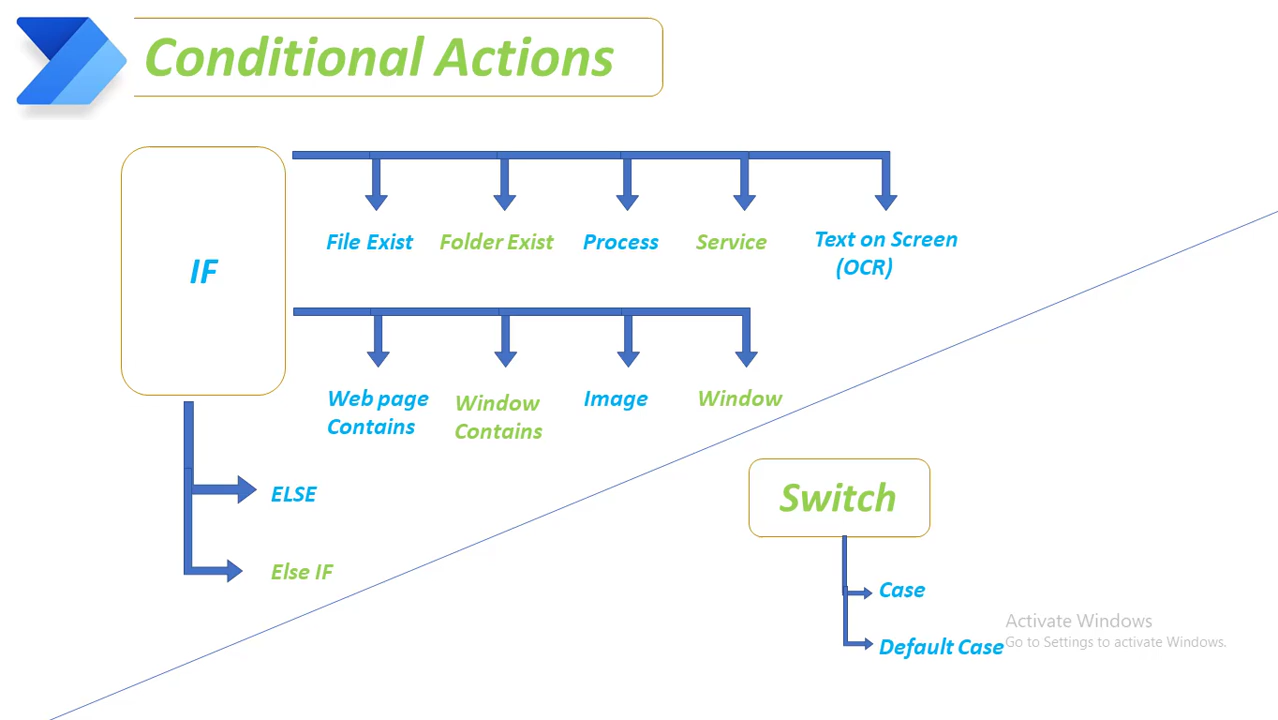 Conditional Actions
IF
File Exist
Folder Exist
Process
Service
Text on Screen
(OCR)
Web page
Contains
Window
Contains
Image
Window
ELSE
Else IF
Switch
Case
Default Case
Activate Windows
Go to Settings to activate Windows.